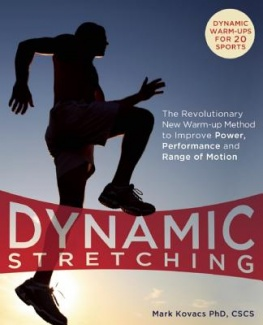 DYNAMIC
WARM-UPS
FOR 20
SPORTS
The Revolutionary
New Warm-up Method
to Improve Power,
Performance and
Range of Motion
DYNAMIC
STRETCHING
Mark Kovacs PhD, CSCS